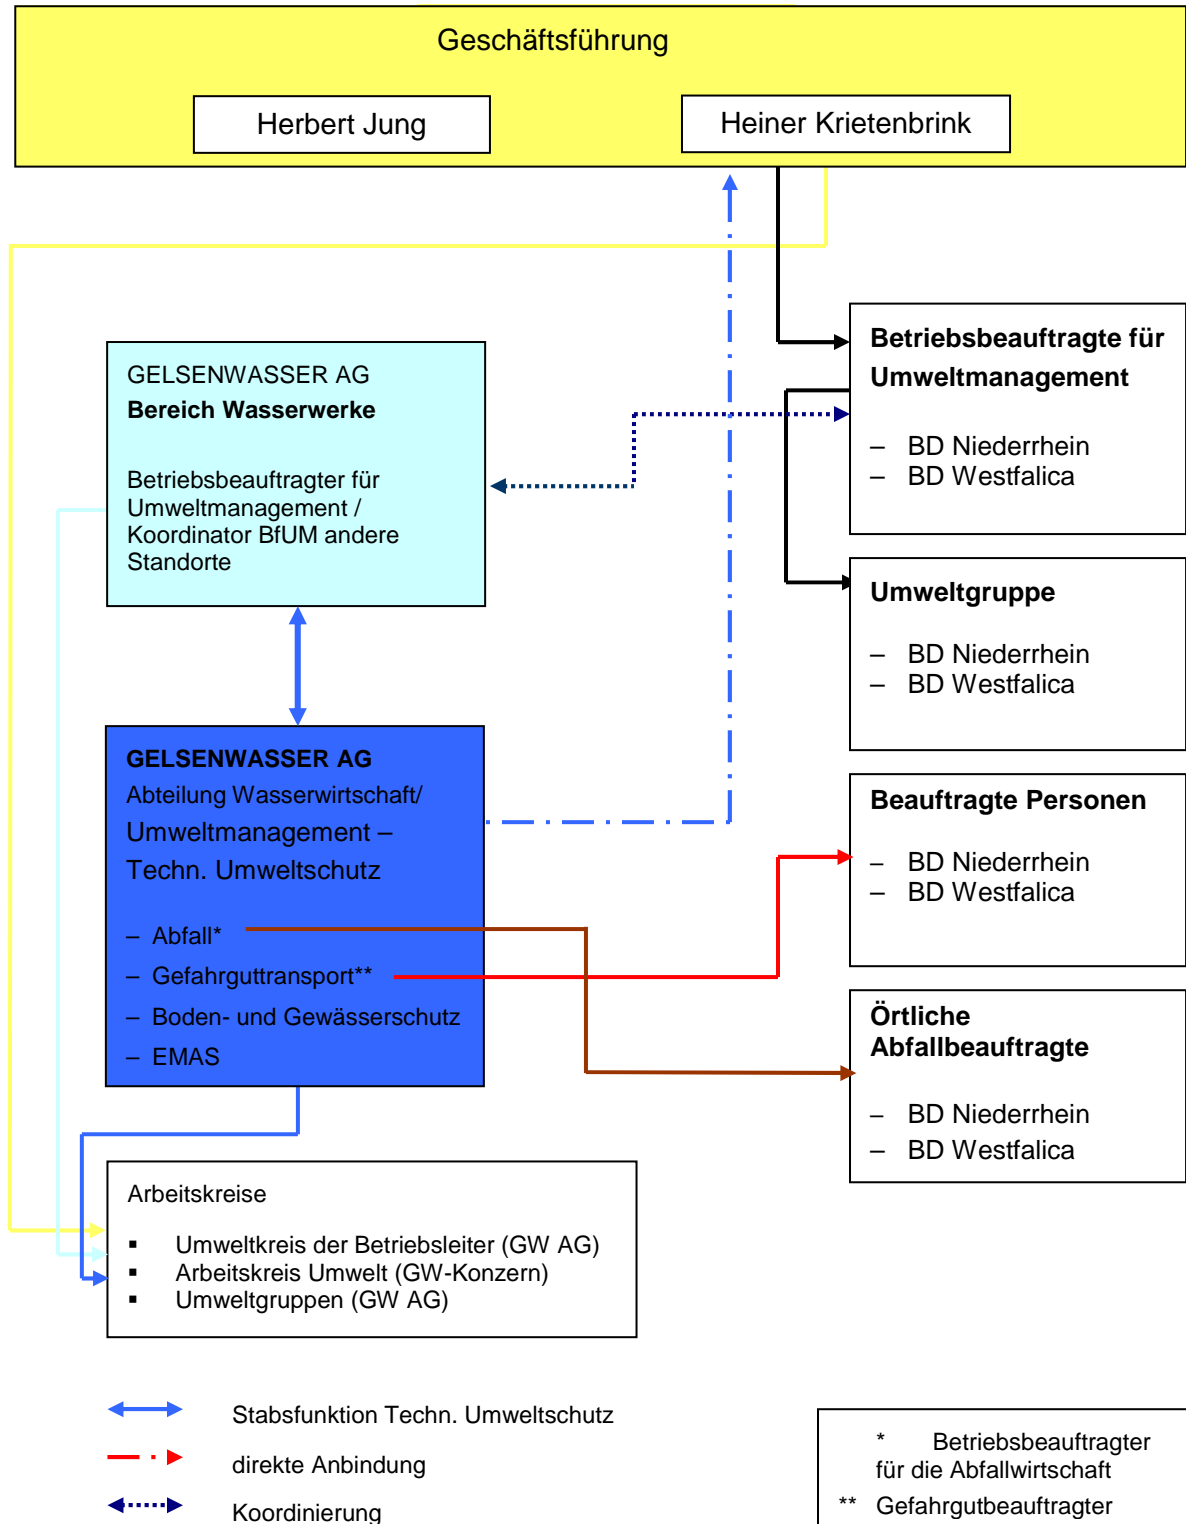 Geschäftsführung
Herbert Jung
Heiner Krietenbrink
GELSENWASSER AG
Bereich Wasserwerke
Betriebsbeauftragter für
Umweltmanagement /
Koordinator BfUM andere
Standorte
Betriebsbeauftragte für
Umweltmanagement
– BD Niederrhein
– BD Westfalica
Umweltgruppe
– BD Niederrhein
– BD Westfalica
GELSENWASSER AG
Abteilung Wasserwirtschaft/
Umweltmanagement –
Techn. Umweltschutz
– Abfall*
– Gefahrguttransport**
– Boden- und Gewässerschutz
– EMAS
Beauftragte Personen
– BD Niederrhein
– BD Westfalica
Örtliche
Abfallbeauftragte
– BD Niederrhein
– BD Westfalica
Arbeitskreise
▪ Umweltkreis der Betriebsleiter (GW AG)
▪ Arbeitskreis Umwelt (GW-Konzern)
▪ Umweltgruppen (GW AG)
Stabsfunktion Techn. Umweltschutz
direkte Anbindung
Koordinierung
* Betriebsbeauftragter
für die Abfallwirtschaft
** Gefahrgutbeauftragter